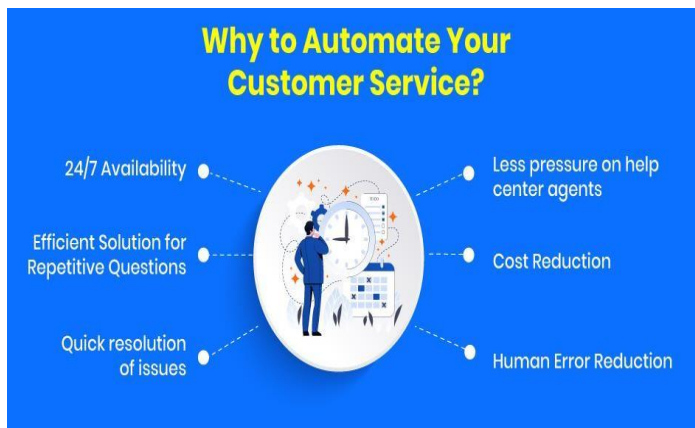 Why to Automate Your
Customer Service?
24/7 Availability
Efficient Solution for
Repetitive Questions
Quick resolution
of issues
Less pressure on help
center agents
Cost Reduction
Human Error Reduction